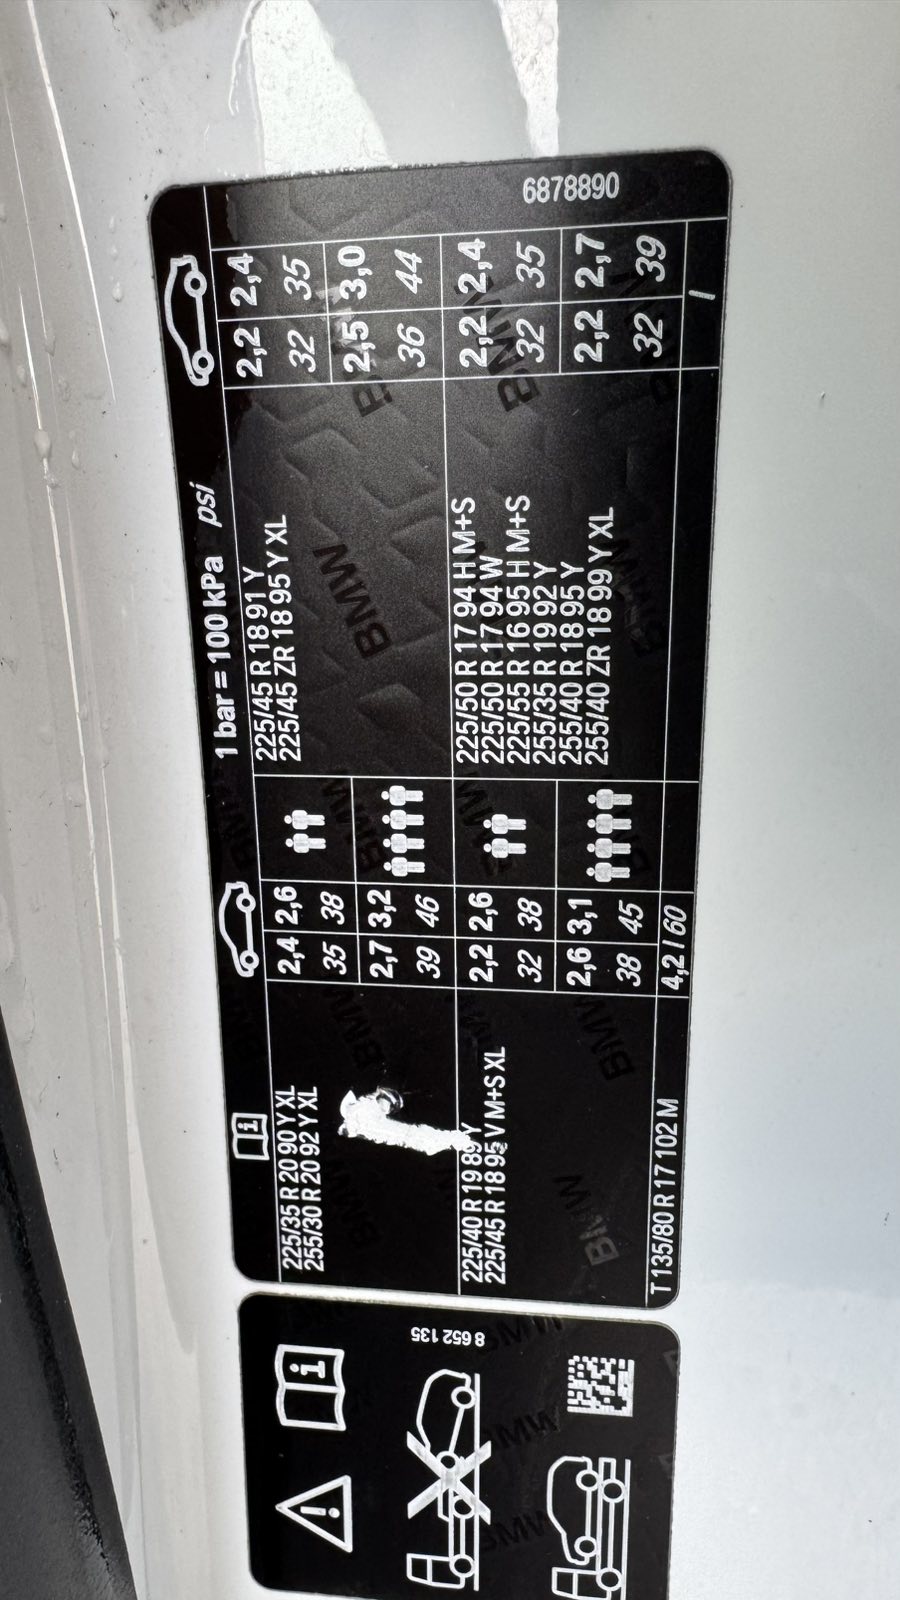 1 bar = 100 kPa psi
225/35 R 20 90 Y XL 2,4 2,6 225/45 R 18 91 Y 2,2 2,4
255/30 R 20 92 Y XL 35 38 225/45 ZR 18 95 Y XL 32 35
2,7 3,2 2,5 3,0
39 46 36 44
225/40 R 19 89 Y 2,2 2,6 225/50 R 17 94 H M+S 2,2 2,4
225/45 R 18 95 V M+S XL 225/50 R 17 94 W
32 38 225/55 R 16 95 H M+S 32 35
255/35 R 19 92 Y
2,6 3,1 255/40 R 18 95 Y 2,2 2,7
38 45 255/40 ZR 18 99 Y XL 32 39
T 135/80 R 17 102 M 4,2 / 60
6878890
8 652 135